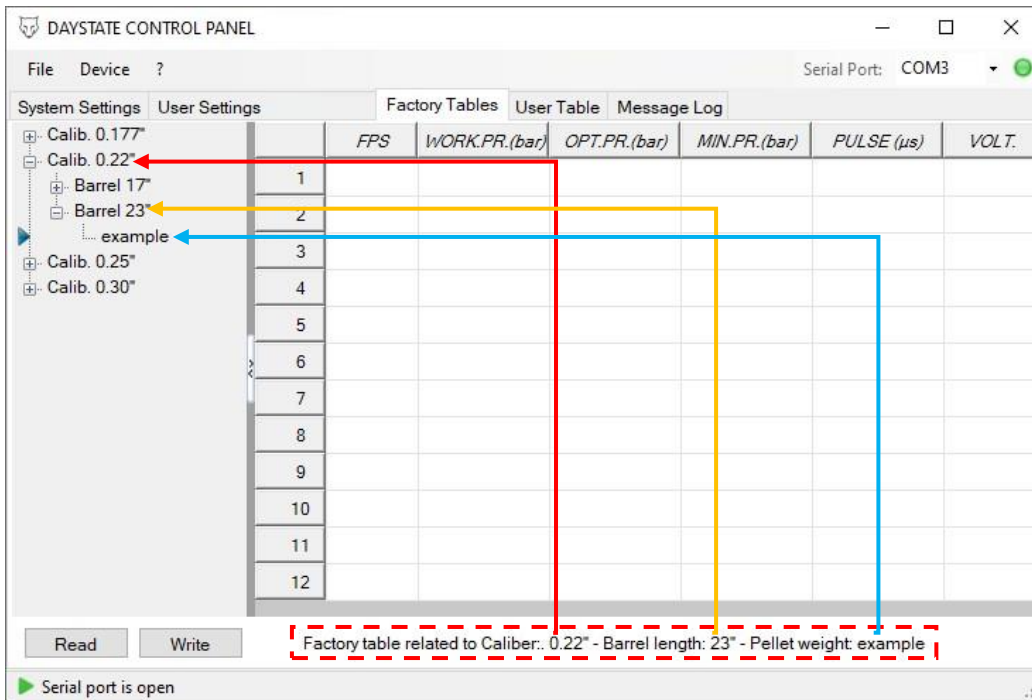 DAYSTATE CONTROL PANEL
File Device ? Serial Port: COM3
System Settings User Settings Factory Tables User Table Message Log
Calib. 0.177"
Calib. 0.22"
Barrel 17"
Barrel 23"
example
Calib. 0.25"
Calib. 0.30"
FPS WORK.PR.(bar) OPT.PR.(bar) MIN.PR.(bar) PULSE (µs) VOLT.
1
2
3
4
5
6
7
8
9
10
11
12
Read Write Factory table related to Caliber:. 0.22" - Barrel length: 23" - Pellet weight: example
Serial port is open